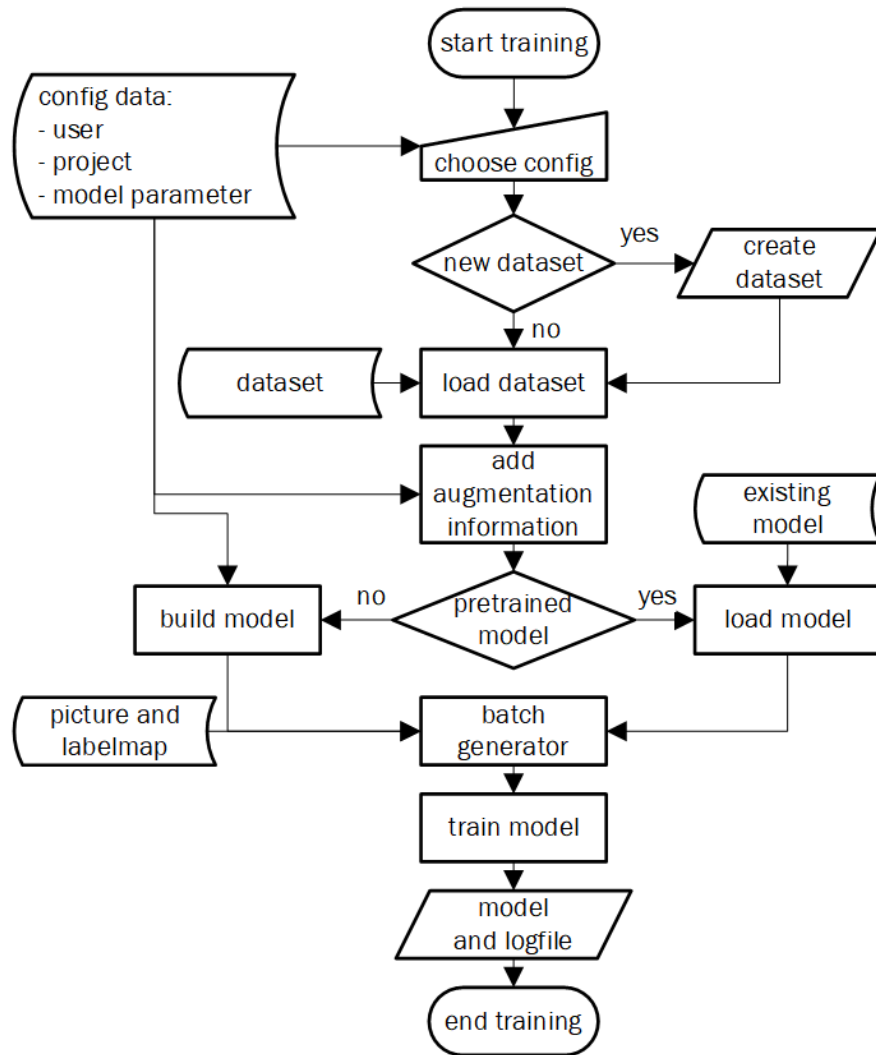 start training
config data:
- user
- project
- model parameter
choose config
yes
new dataset
create
dataset
no
dataset
load dataset
add
augmentation
information
existing
model
no
pretrained
model
yes
build model
load model
picture and
labelmap
batch
generator
train model
model
and logfile
end training